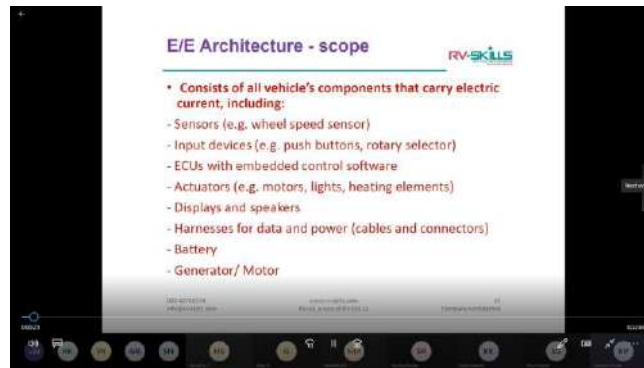 E/E Architecture - scope
RV-SKILLS
• Consists of all vehicle's components that carry electric
current, including:
- Sensors (e.g. wheel speed sensor)
- Input devices (e.g. push buttons, rotary selector)
- ECUs with embedded control software
- Actuators (e.g. motors, lights, heating elements)
- Displays and speakers
- Harnesses for data and power (cables and connectors)
- Battery
- Generator/ Motor